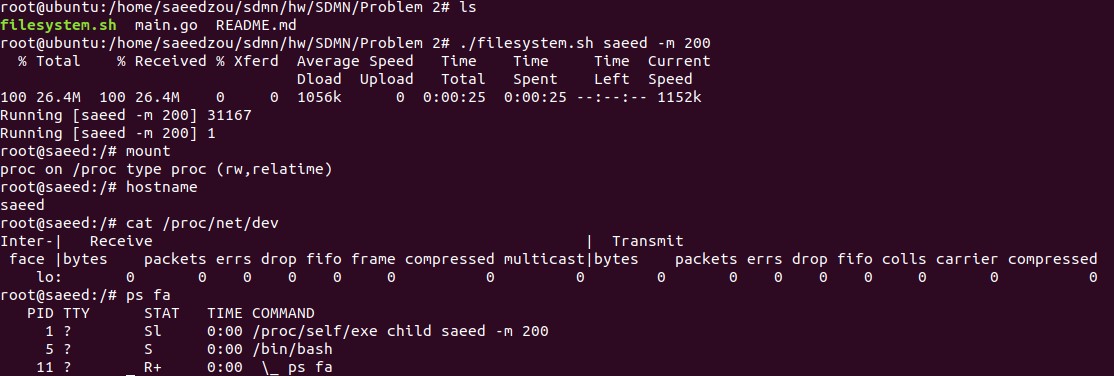 root@ubuntu:/home/saeedzou/sdmn/hw/SDMN/Problem 2# ls
filesystem.sh  main.go  README.md
root@ubuntu:/home/saeedzou/sdmn/hw/SDMN/Problem 2# ./filesystem.sh saeed -m 200
  % Total    % Received % Xferd  Average Speed   Time    Time     Time  Current
                                 Dload  Upload   Total   Spent    Left  Speed
100 26.4M  100 26.4M    0     0  1056k      0  0:00:25  0:00:25 --:--:-- 1152k
Running [saeed -m 200] 31167
Running [saeed -m 200] 1
root@saeed:/# mount
proc on /proc type proc (rw,relatime)
root@saeed:/# hostname
saeed
root@saeed:/# cat /proc/net/dev
Inter-|   Receive                                                |  Transmit
 face |bytes    packets errs drop fifo frame compressed multicast|bytes    packets errs drop fifo colls carrier compressed
    lo:       0       0    0    0    0     0          0         0        0       0    0    0    0     0       0          0
root@saeed:/# ps fa
   PID TTY      STAT   TIME COMMAND
     1 ?        Sl     0:00 /proc/self/exe child saeed -m 200
     5 ?        S      0:00 /bin/bash
    11 ?        R+     0:00  \_ ps fa